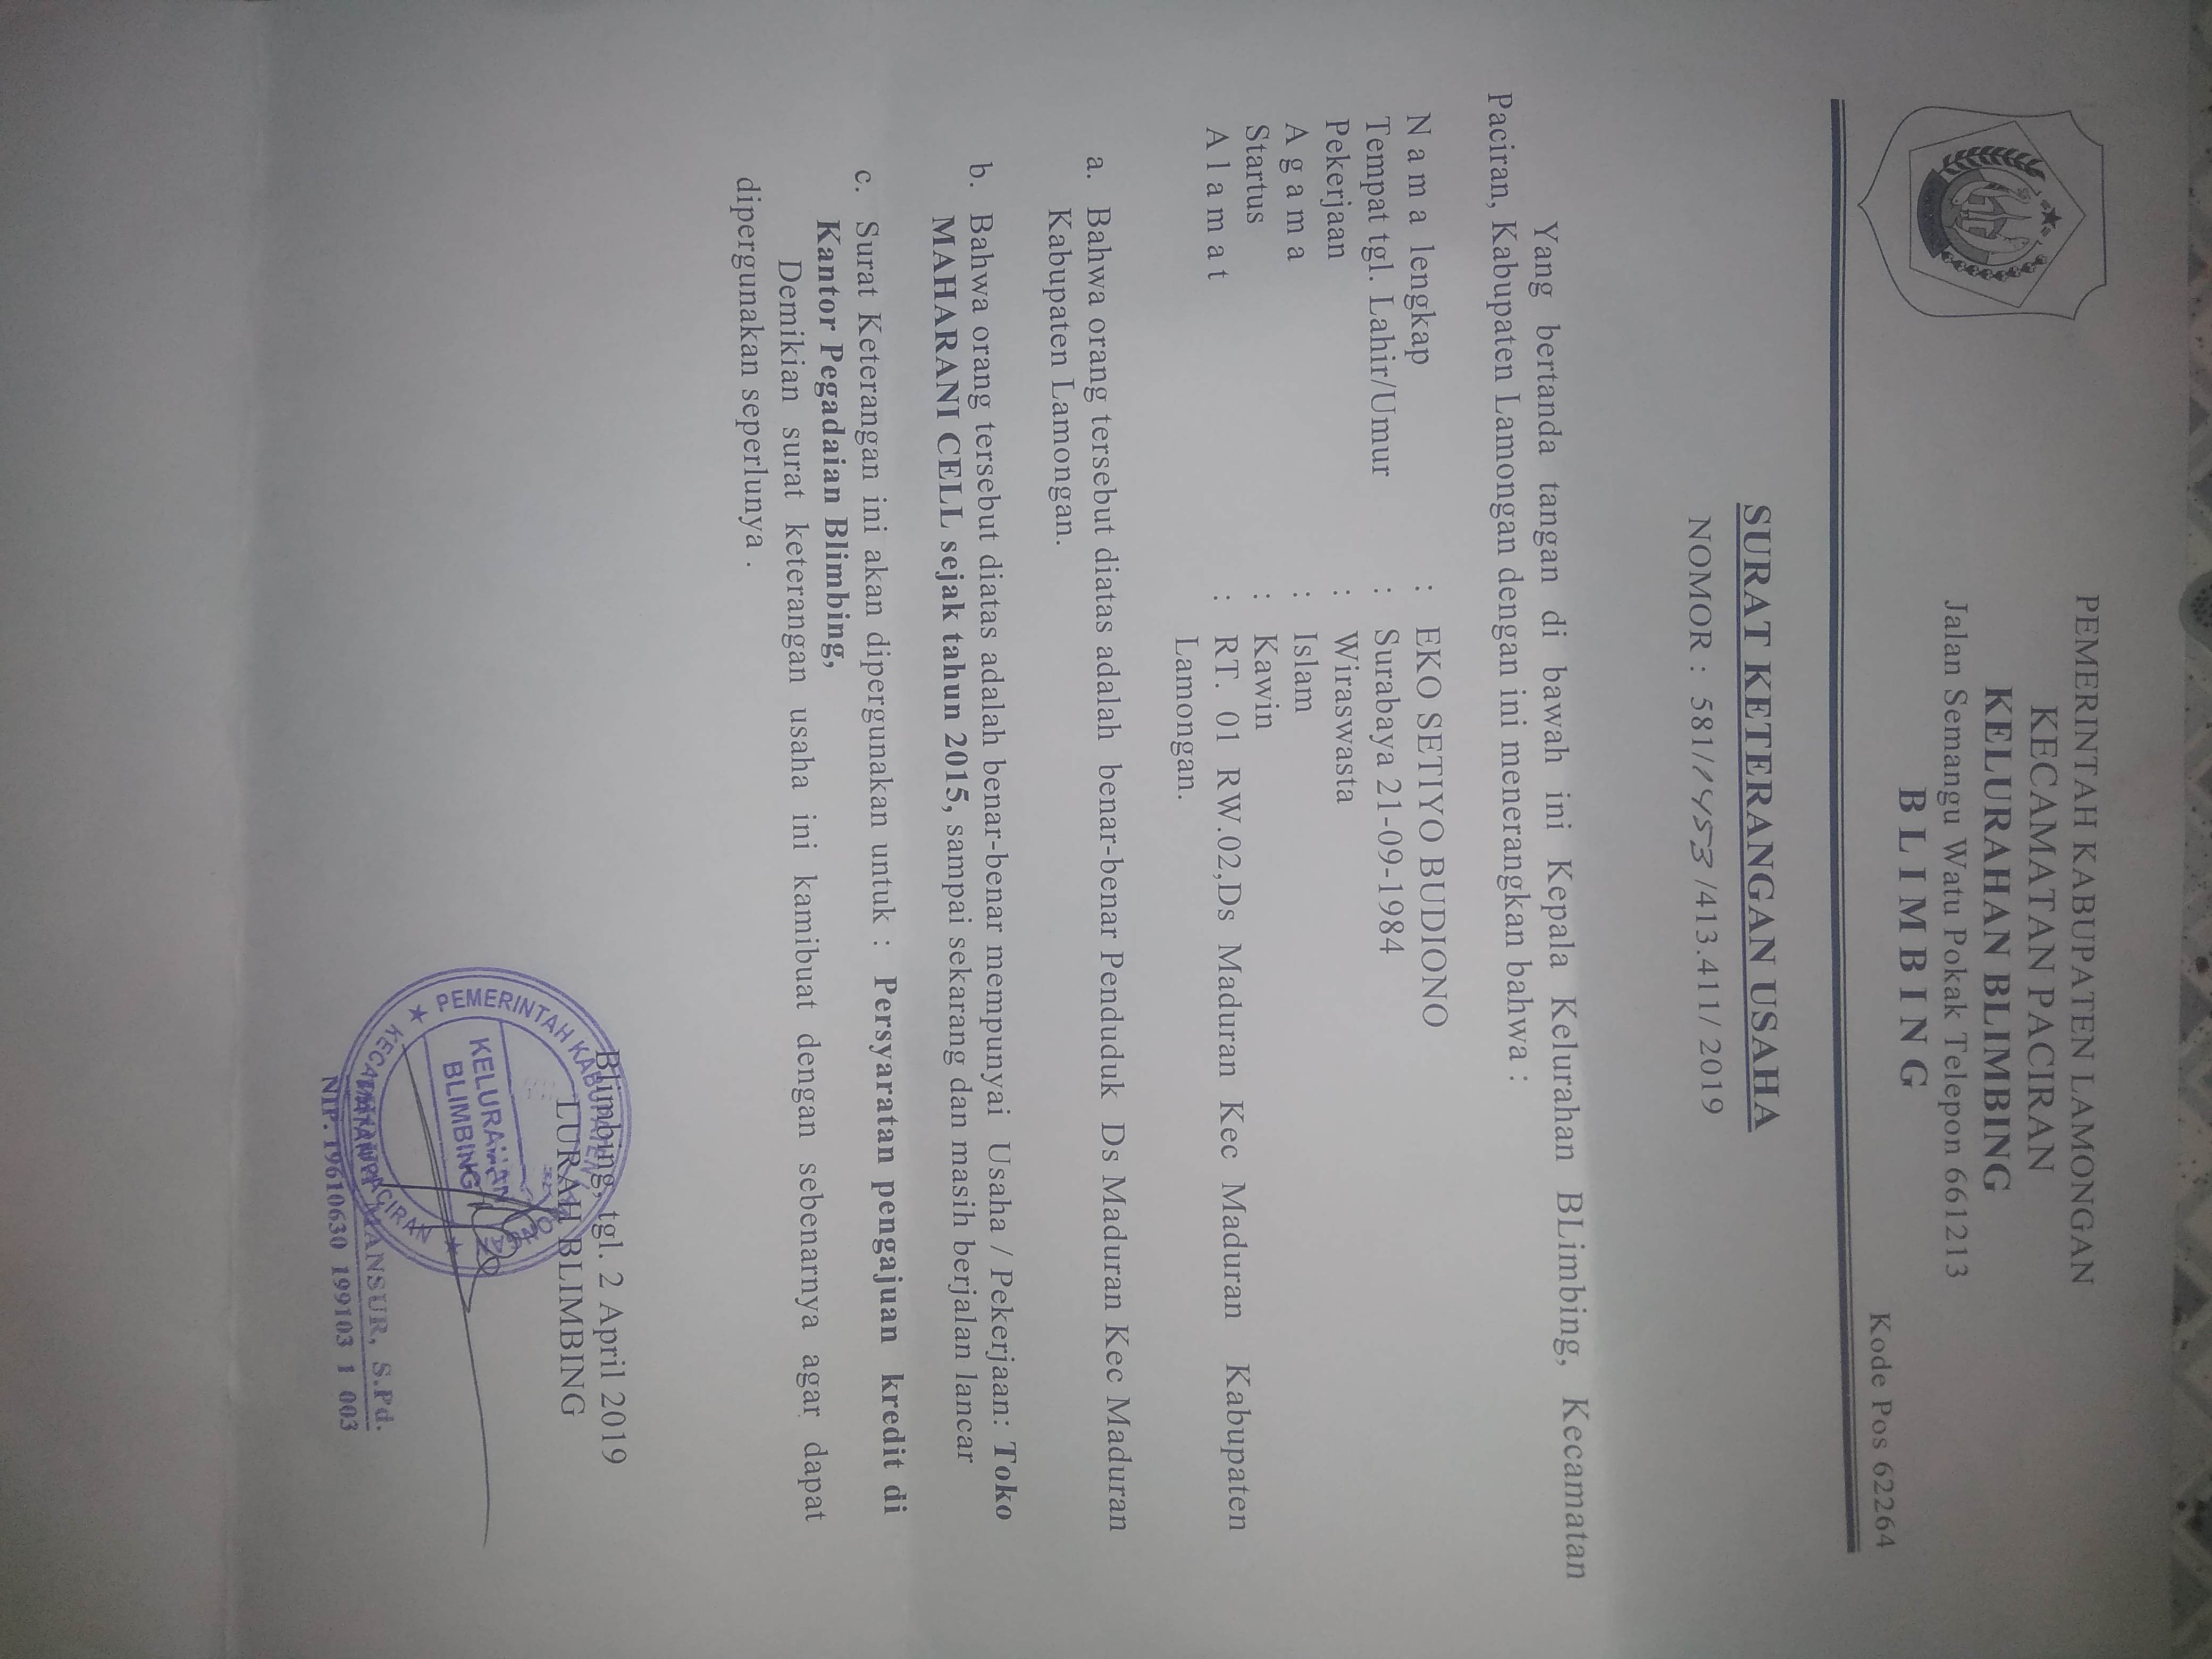 PEMERINTAH KABUPATEN LAMONGAN
KECAMATAN PACIRAN
KELURAHAN BLIMBING
Jalan Semangu Watu Pokak Telepon 661213
B L I M B I N G
Kode Pos 62264
SURAT KETERANGAN USAHA
NOMOR : 581/1453/413.411/ 2019
Yang bertanda tangan di bawah ini Kepala Kelurahan BLimbing, Kecamatan
Paciran, Kabupaten Lamongan dengan ini menerangkan bahwa :
N a m a lengkap : EKO SETIYO BUDIONO
Tempat tgl. Lahir/Umur : Surabaya 21-09-1984
Pekerjaan : Wiraswasta
A g a m a : Islam
Startus : Kawin
A l a m a t : RT. 01 RW.02,Ds Maduran Kec Maduran Kabupaten
Lamongan.
a. Bahwa orang tersebut diatas adalah benar-benar Penduduk Ds Maduran Kec Maduran
Kabupaten Lamongan.
b. Bahwa orang tersebut diatas adalah benar-benar mempunyai Usaha / Pekerjaan: Toko
MAHARANI CELL sejak tahun 2015, sampai sekarang dan masih berjalan lancar
c. Surat Keterangan ini akan dipergunakan untuk : Persyaratan pengajuan kredit di
Kantor Pegadaian Blimbing,
Demikian surat keterangan usaha ini kamibuat dengan sebenarnya agar dapat
dipergunakan seperlunya .
Blimbing, tgl. 2 April 2019
LURAH BLIMBING
PEMERINTAH KABUPATEN
KELURAHAN
BLIMBING
KECAMATAN PACIRAN
MANSUR, S.Pd.
NIP. 19610630 199103 1 003